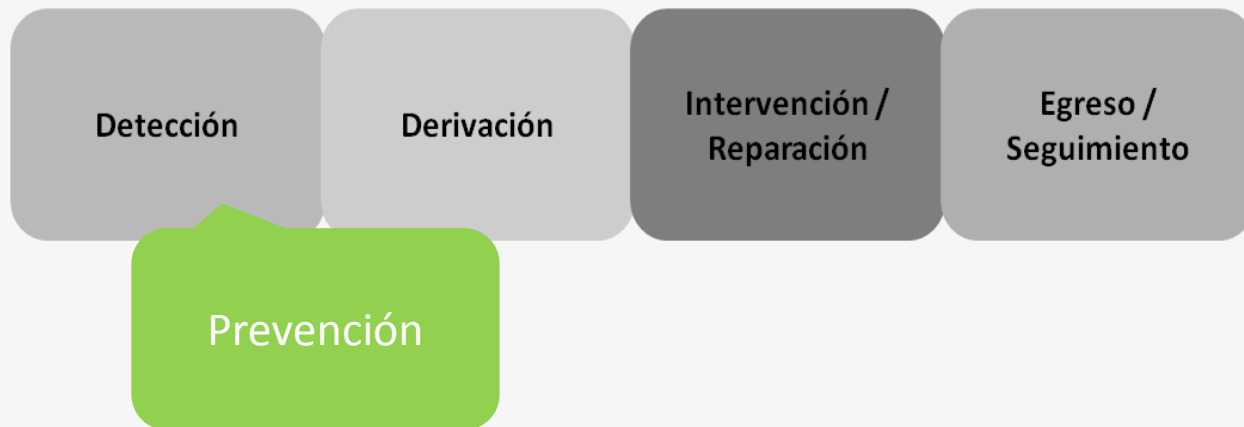 Detección
Derivación
Intervención /
Reparación
Egreso /
Seguimiento
Prevención